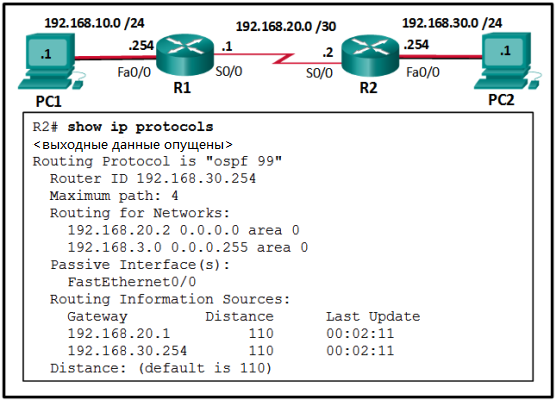 192.168.10.0 /24
192.168.20.0 /30
192.168.30.0 /24
.1
.254
.1
.2
.254
.1
Fa0/0
S0/0
S0/0
Fa0/0
PC1
R1
R2
PC2
R2# show ip protocols
<выходные данные опущены>
Routing Protocol is "ospf 99"
Router ID 192.168.30.254
Maximum path: 4
Routing for Networks:
192.168.20.2 0.0.0.0 area 0
192.168.3.0 0.0.0.255 area 0
Passive Interface(s):
FastEthernet0/0
Routing Information Sources:
Gateway Distance Last Update
192.168.20.1 110 00:02:11
192.168.30.254 110 00:02:11
Distance: (default is 110)